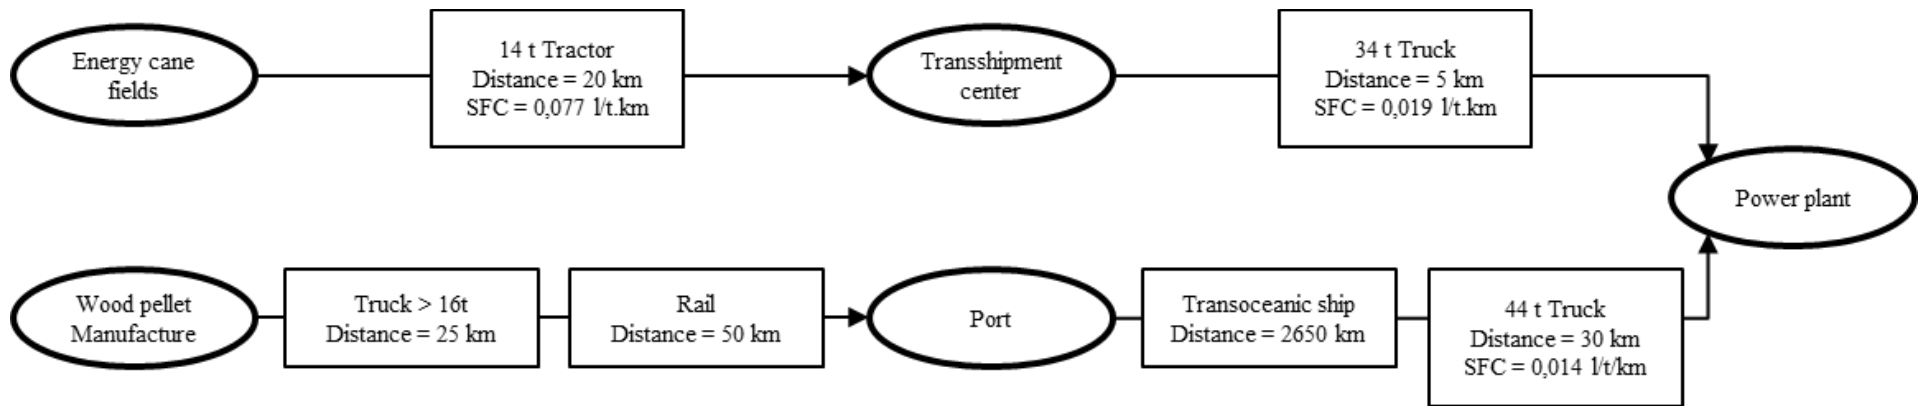 Energy cane
fields
14 t Tractor
Distance = 20 km
SFC = 0,077 l/t.km
Transshipment
center
34 t Truck
Distance = 5 km
SFC = 0,019 l/t.km
Power plant
Wood pellet
Manufacture
Truck > 16t
Distance = 25 km
Rail
Distance = 50 km
Port
Transoceanic ship
Distance = 2650 km
44 t Truck
Distance = 30 km
SFC = 0,014 l/t/km